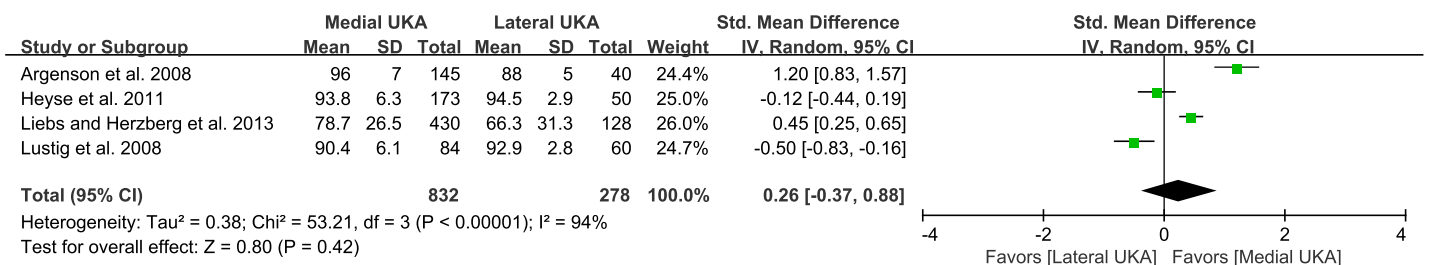 Medial UKA Lateral UKA Std. Mean Difference Std. Mean Difference
Study or Subgroup Mean SD Total Mean SD Total Weight IV, Random, 95% CI IV, Random, 95% CI
Argenson et al. 2008 96 7 145 88 5 40 24.4% 1.20 [0.83, 1.57]
Heyse et al. 2011 93.8 6.3 173 94.5 2.9 50 25.0% -0.12 [-0.44, 0.19]
Liebs and Herzberg et al. 2013 78.7 26.5 430 66.3 31.3 128 26.0% 0.45 [0.25, 0.65]
Lustig et al. 2008 90.4 6.1 84 92.9 2.8 60 24.7% -0.50 [-0.83, -0.16]
Total (95% CI) 832 278 100.0% 0.26 [-0.37, 0.88]
Heterogeneity: Tau² = 0.38; Chi² = 53.21, df = 3 (P < 0.00001); I² = 94%
Test for overall effect: Z = 0.80 (P = 0.42)
-4 -2 0 2 4
Favors [Lateral UKA] Favors [Medial UKA]